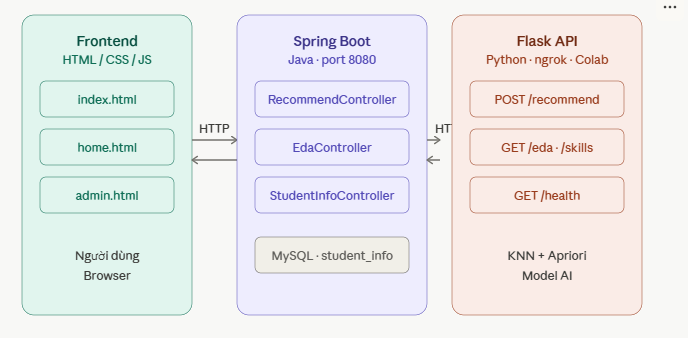 Frontend
HTML / CSS / JS
index.html
home.html
admin.html
Người dùng
Browser
HTTP
Spring Boot
Java · port 8080
RecommendController
EdaController
StudentInfoController
MySQL · student_info
HT
Flask API
Python · ngrok · Colab
POST /recommend
GET /eda · /skills
GET /health
KNN + Apriori
Model AI